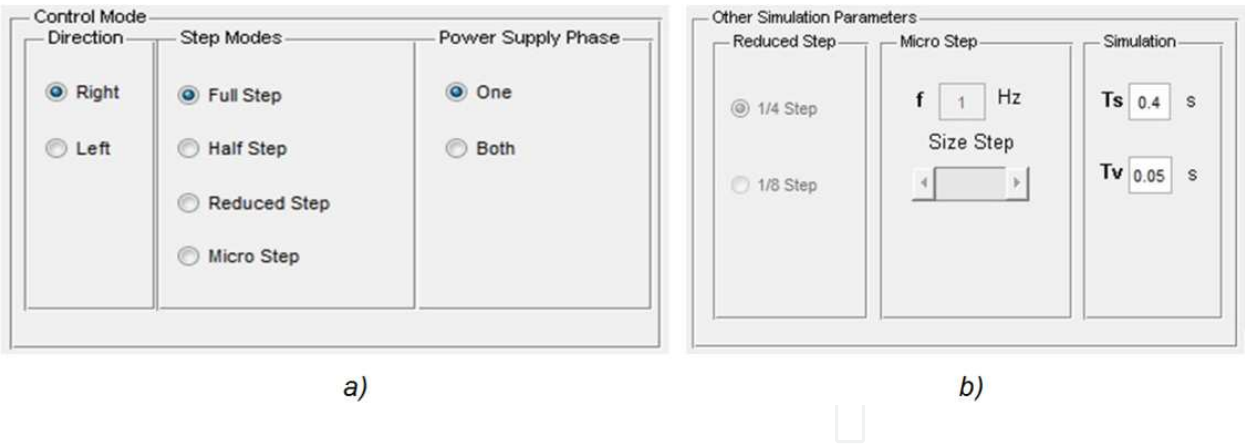 Control Mode
Direction
Right
Left
Step Modes
Full Step
Half Step
Reduced Step
Micro Step
Power Supply Phase
One
Both
a)
Other Simulation Parameters
Reduced Step
1/4 Step
1/8 Step
Micro Step
f 1 Hz
Size Step
Simulation
Ts 0.4 s
Tv 0.05 s
b)